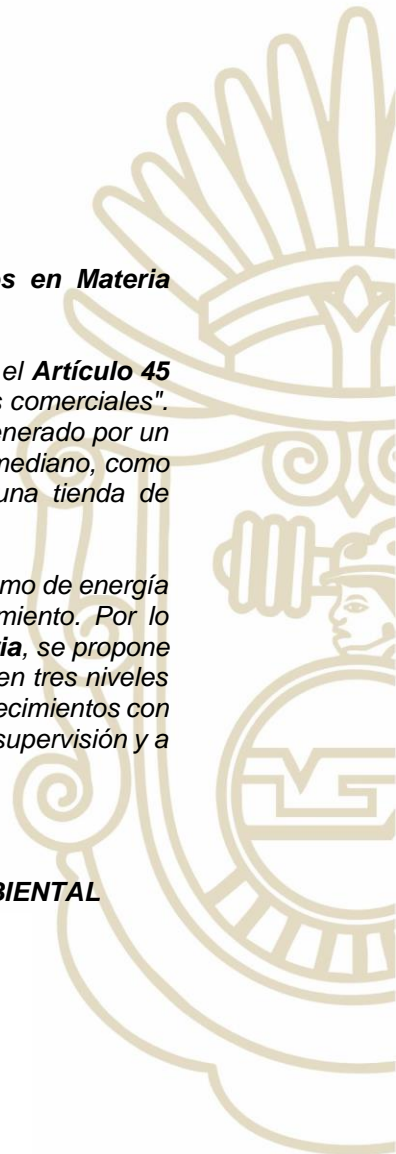 os en Materia
el Artículo 45
s comerciales".
enerado por un
mediano, como
una tienda de
mo de energía
miento. Por lo
ia, se propone
en tres niveles
ecimientos con
supervisión y a
BIENTAL